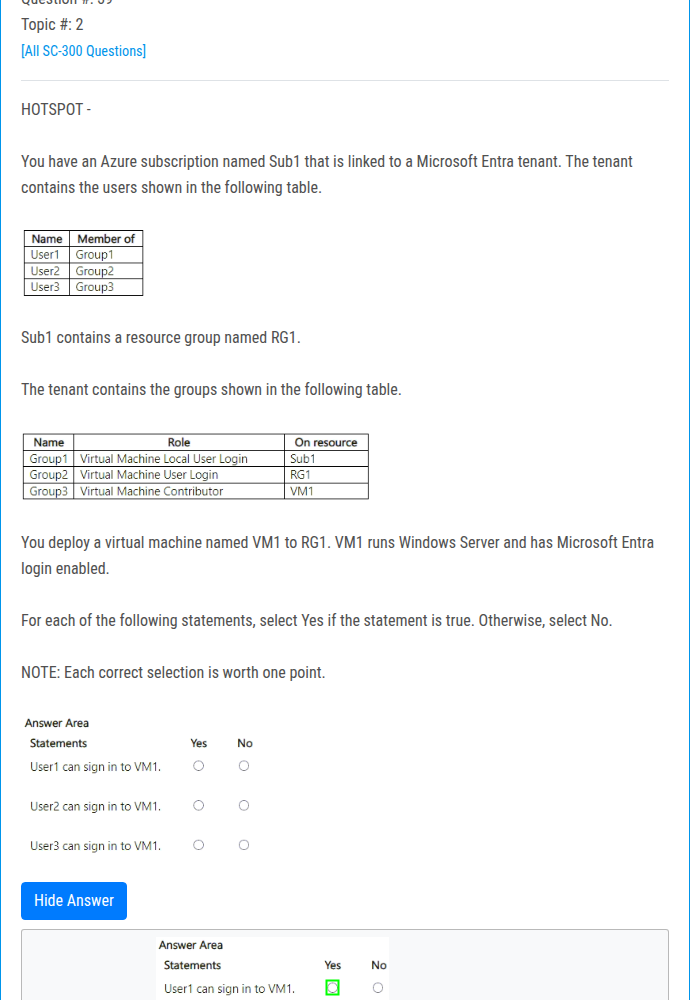 Question #: 39
Topic #: 2
[All SC-300 Questions]
HOTSPOT -
You have an Azure subscription named Sub1 that is linked to a Microsoft Entra tenant. The tenant
contains the users shown in the following table.
Name Member of
User1 Group1
User2 Group2
User3 Group3
Sub1 contains a resource group named RG1.
The tenant contains the groups shown in the following table.
Name Role On resource
Group1 Virtual Machine Local User Login Sub1
Group2 Virtual Machine User Login RG1
Group3 Virtual Machine Contributor VM1
You deploy a virtual machine named VM1 to RG1. VM1 runs Windows Server and has Microsoft Entra
login enabled.
For each of the following statements, select Yes if the statement is true. Otherwise, select No.
NOTE: Each correct selection is worth one point.
Answer Area
Statements Yes No
User1 can sign in to VM1.
User2 can sign in to VM1.
User3 can sign in to VM1.
Hide Answer
Answer Area
Statements Yes No
User1 can sign in to VM1.